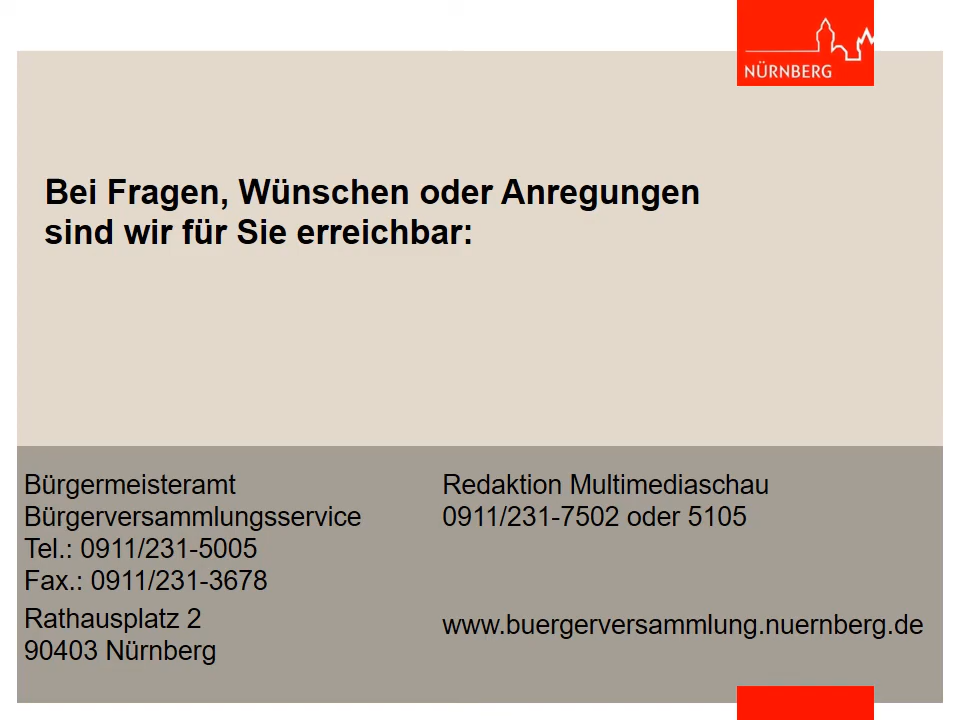 NÜRNBERG
Bei Fragen, Wünschen oder Anregungen
sind wir für Sie erreichbar:
Bürgermeisteramt
Bürgerversammlungsservice
Tel.: 0911/231-5005
Fax.: 0911/231-3678
Rathausplatz 2
90403 Nürnberg
Redaktion Multimediaschau
0911/231-7502 oder 5105
www.buergerversammlung.nuernberg.de